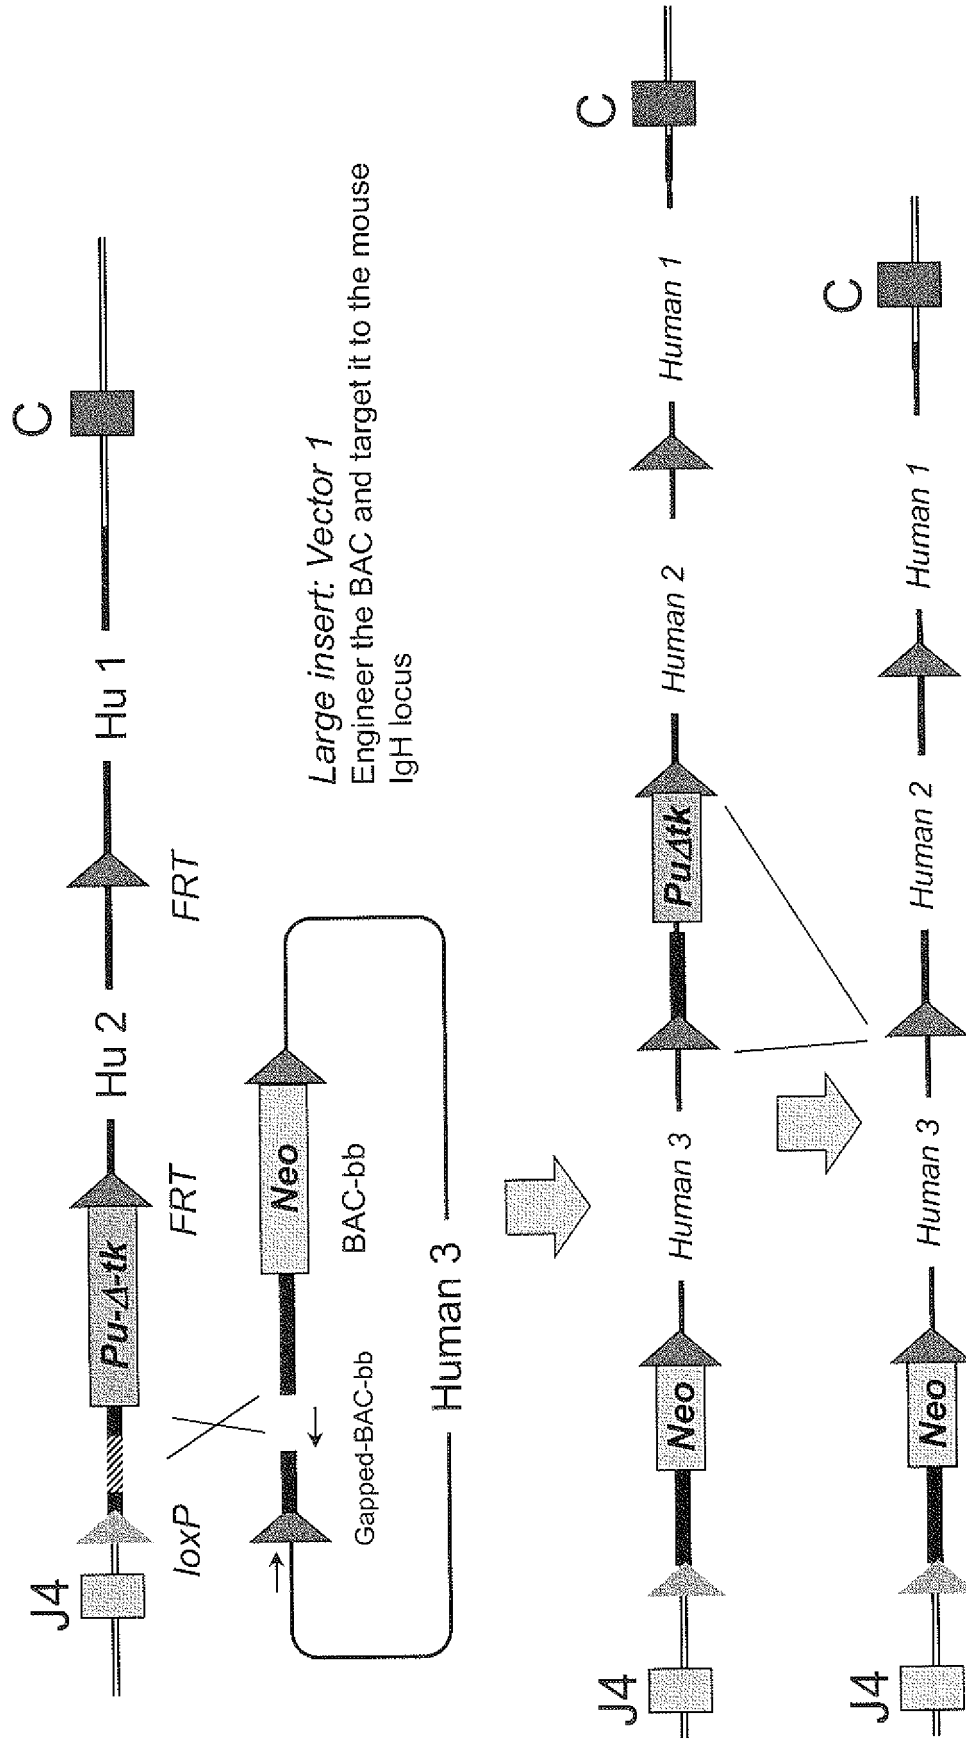 J4
loxP
Pu-Δ-tk
FRT
Hu 2
FRT
Hu 1
C
Gapped-BAC-bb
Neo
BAC-bb
Human 3
Large insert: Vector 1
Engineer the BAC and target it to the mouse
IgH locus
J4
Neo
Human 3
PuΔtk
Human 2
Human 1
C
J4
Neo
Human 3
Human 2
Human 1
C